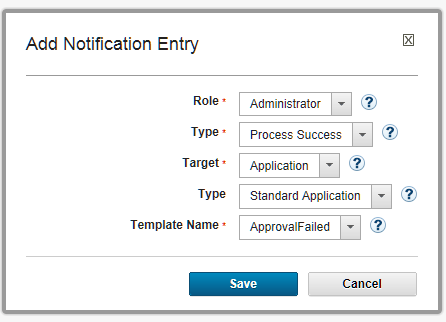 Add Notification Entry
Role * Administrator ?
Type * Process Success ?
Target * Application ?
Type Standard Application ?
Template Name * ApprovalFailed ?
Save Cancel